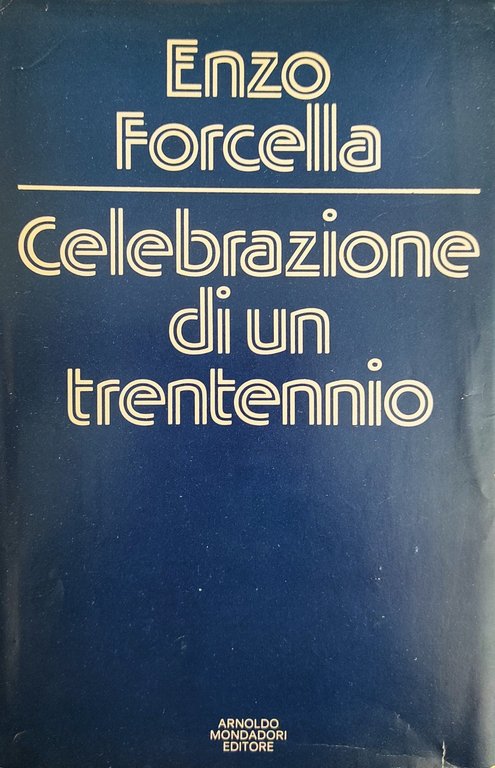 Enzo
Forcella
Celebrazione
di un
trentennio
ARNOLDO
MONDADORI
EDITORE